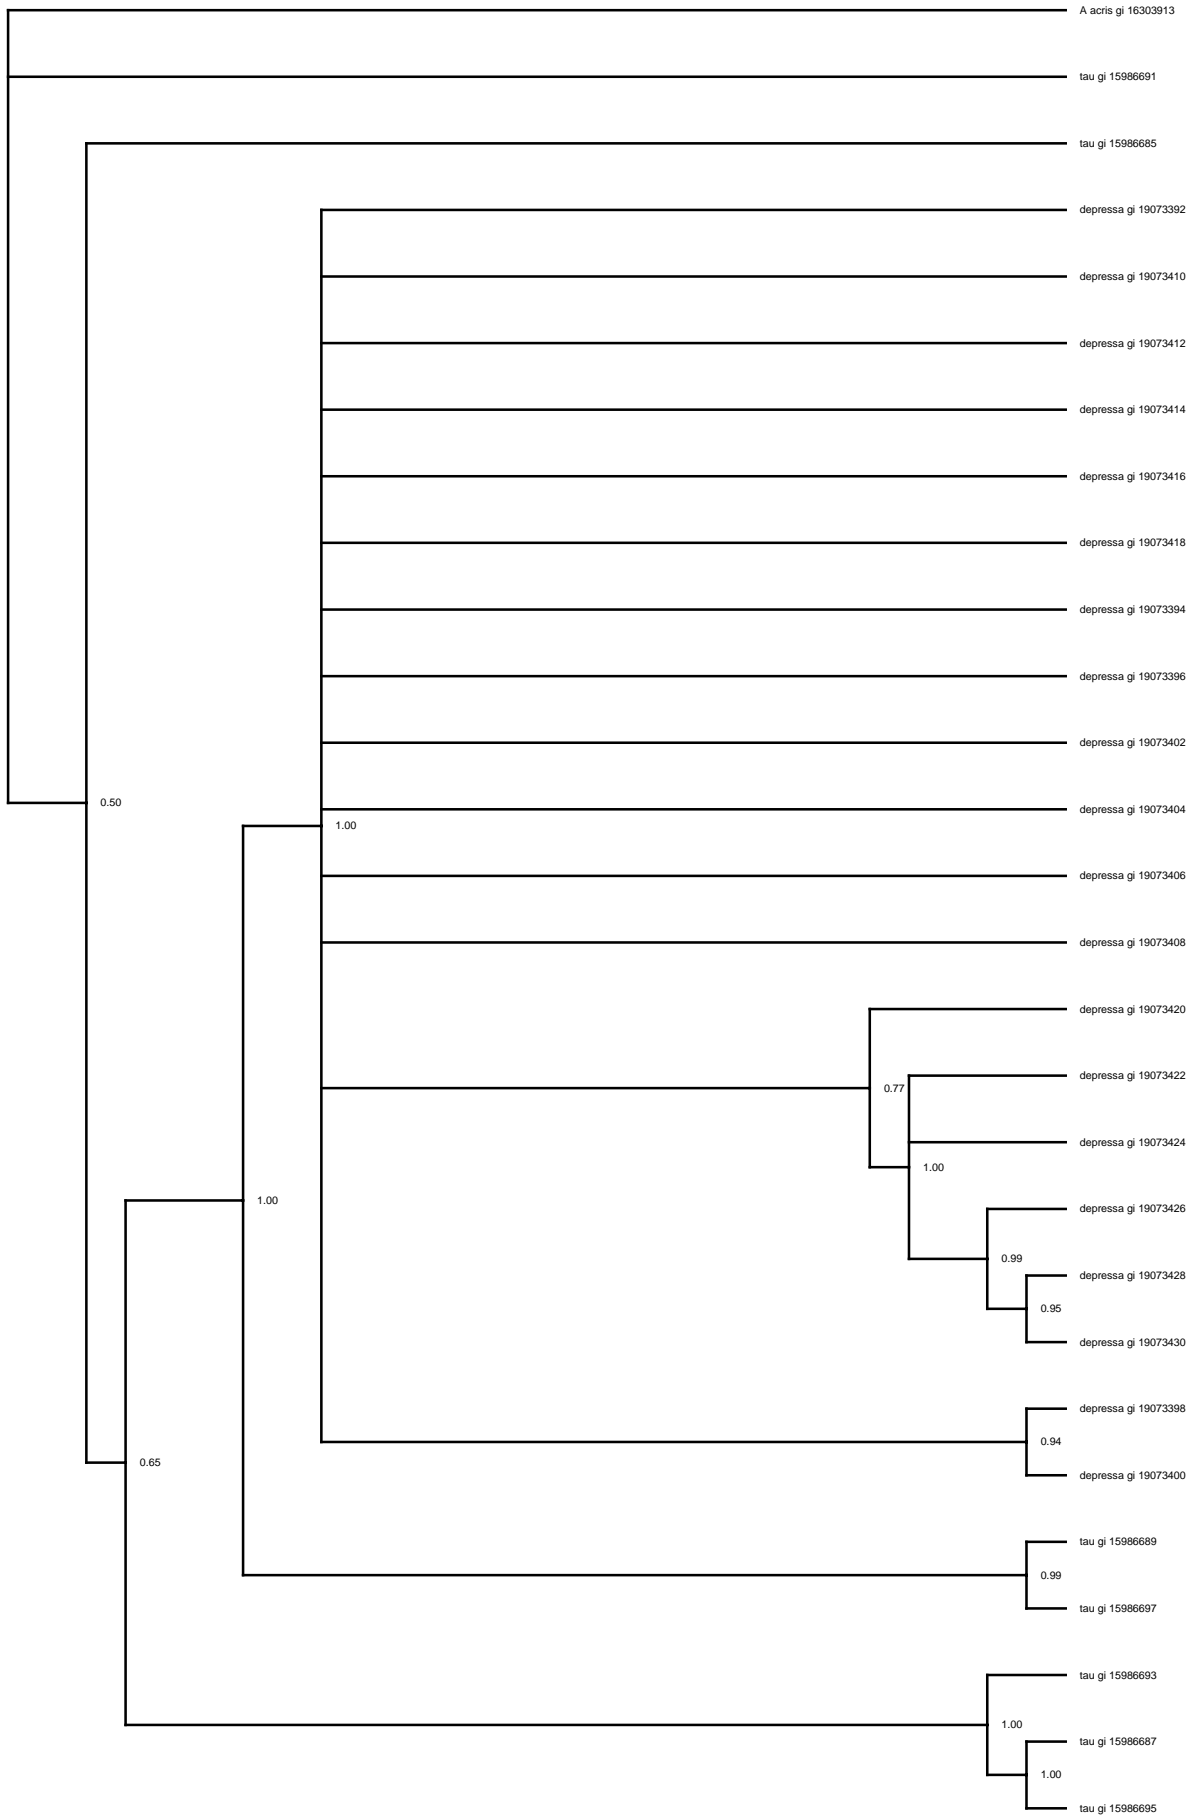 A acris gi 16303913
tau gi 15986691
tau gi 15986685
depressa gi 19073392
depressa gi 19073410
depressa gi 19073412
depressa gi 19073414
depressa gi 19073416
depressa gi 19073418
depressa gi 19073394
depressa gi 19073396
depressa gi 19073402
0.50
depressa gi 19073404
1.00
depressa gi 19073406
depressa gi 19073408
depressa gi 19073420
depressa gi 19073422
0.77
depressa gi 19073424
1.00
1.00
depressa gi 19073426
0.99
depressa gi 19073428
0.95
depressa gi 19073430
depressa gi 19073398
0.94
0.65
depressa gi 19073400
tau gi 15986689
0.99
tau gi 15986697
tau gi 15986693
1.00
tau gi 15986687
1.00
tau gi 15986695